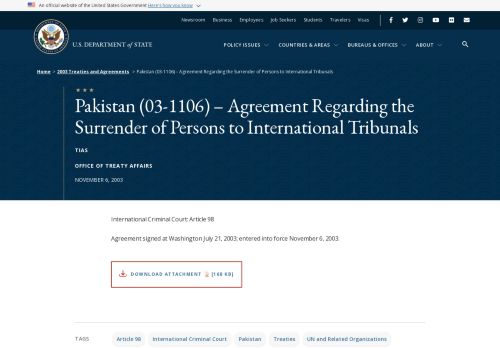 An official website of the United States Government Here's how you know
Newsroom Business Employers Job Seekers Students Travelers Visas
U.S. DEPARTMENT of STATE
POLICY ISSUES COUNTRIES & AREAS BUREAUS & OFFICES ABOUT
Home > 2003 Treaties and Agreements > Pakistan (03-1106) - Agreement Regarding the Surrender of Persons to International Tribunals
Pakistan (03-1106) – Agreement Regarding the
Surrender of Persons to International Tribunals
TIAS
OFFICE OF TREATY AFFAIRS
NOVEMBER 6, 2003
International Criminal Court: Article 98
Agreement signed at Washington July 21, 2003; entered into force November 6, 2003.
DOWNLOAD ATTACHMENT [168 KB]
TAGS Article 98 International Criminal Court Pakistan Treaties UN and Related Organizations